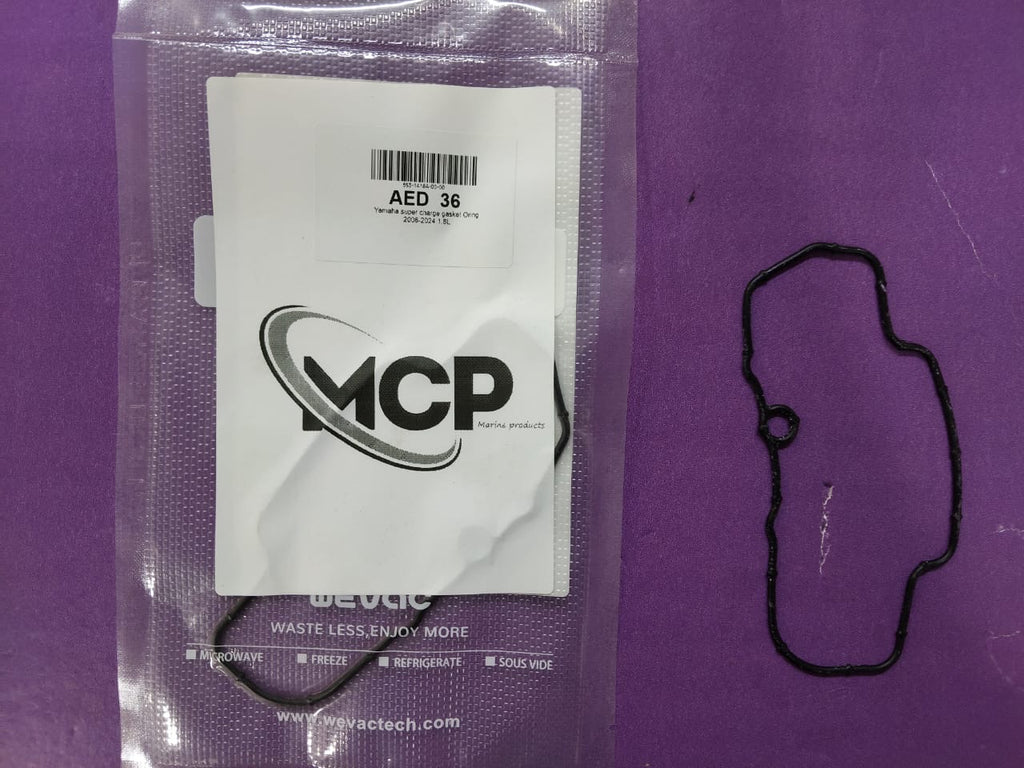 AED 36
Yamaha super charge gasket Oring
2008-2024 1.8L
MCP
Marine products
wevac
WASTE LESS,ENJOY MORE
MICROWAVE FREEZE REFRIGERATE SOUS VIDE
www.wevactech.com